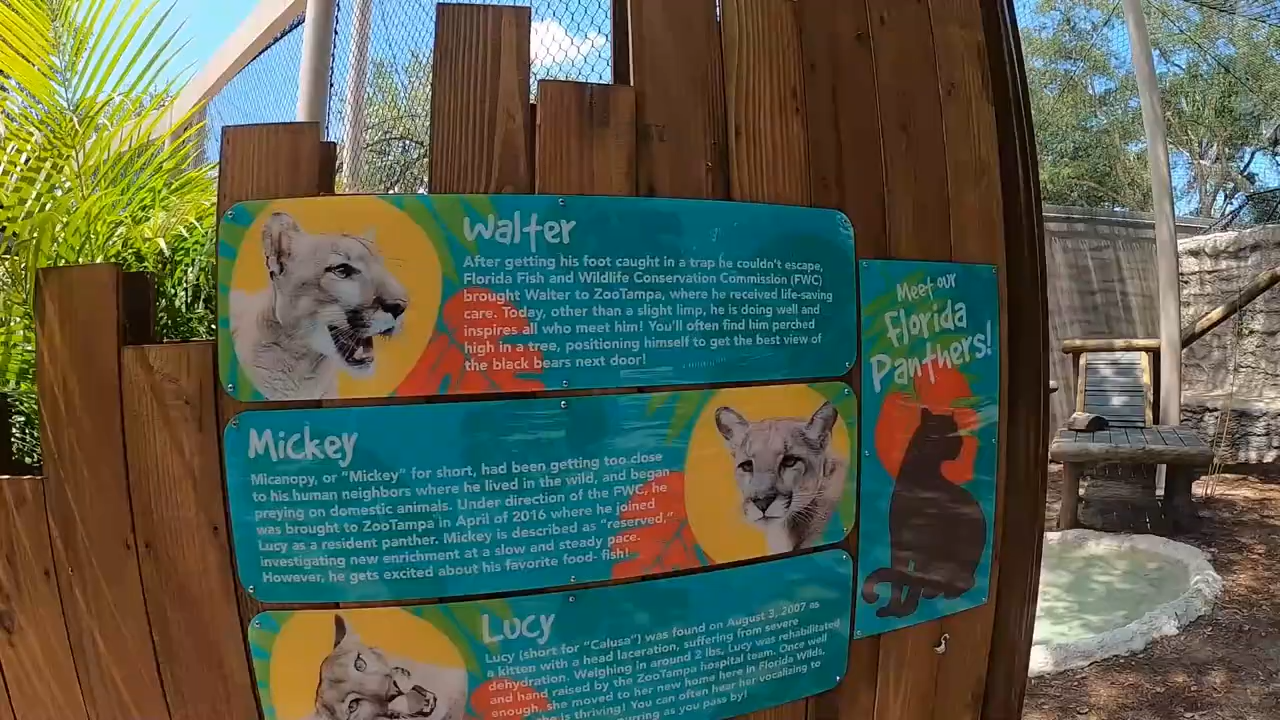 Walter
After getting his foot caught in a trap he couldn't escape,
Florida Fish and Wildlife Conservation Commission (FWC)
brought Walter to ZooTampa, where he received life-saving
care. Today, other than a slight limp, he is doing well and
inspires all who meet him! You'll often find him perched
high in a tree, positioning himself to get the best view of
the black bears next door!
Meet our
Florida
Panthers!
Mickey
Micanopy, or "Mickey" for short, had been getting too close
to his human neighbors where he lived in the wild, and began
preying on domestic animals. Under direction of the FWC, he
was brought to ZooTampa in April of 2016 where he joined
Lucy as a resident panther. Mickey is described as "reserved,"
investigating new enrichment at a slow and steady pace.
However, he gets excited about his favorite food- fish!
Lucy
Lucy (short for "Calusa") was found on August 3, 2007 as
a kitten with a head laceration, suffering from severe
dehydration. Weighing in around 2 lbs, Lucy was rehabilitated
and hand raised by the ZooTampa hospital team. Once well
enough, she moved to her new home here in Florida Wilds,
she is thriving! You can often hear her vocalizing to
purring as you pass by!